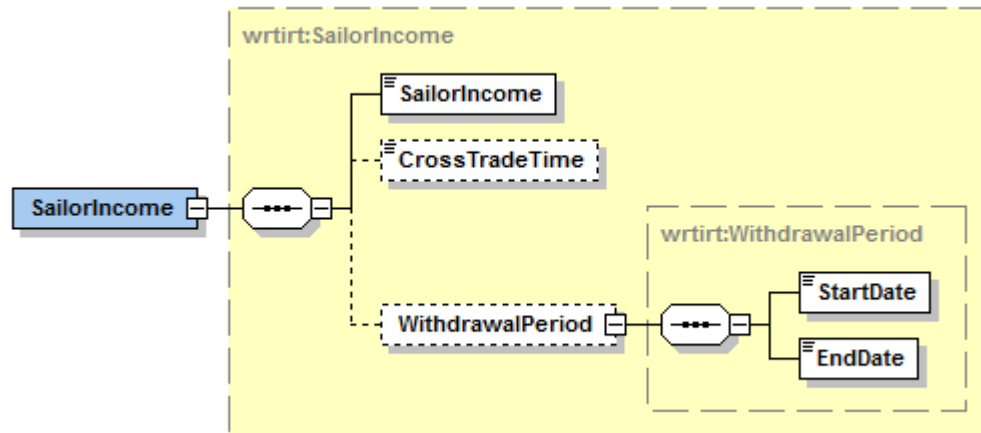 wrtirt:SailorIncome
SailorIncome
CrossTradeTime
SailorIncome
wrtirt:WithdrawalPeriod
StartDate
WithdrawalPeriod
EndDate